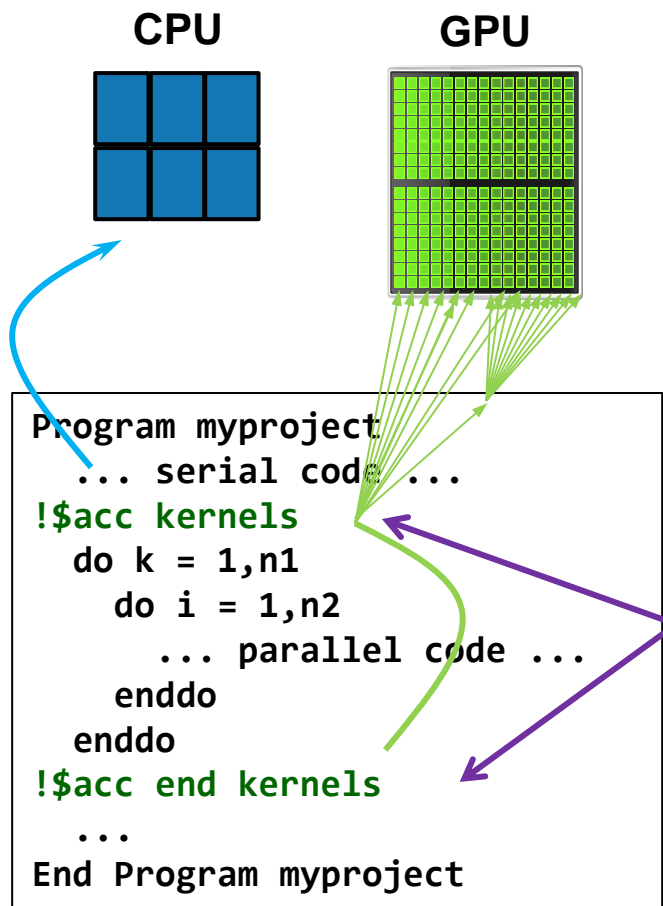 CPU GPU
Program myproject
... serial code ...
!$acc kernels
do k = 1,n1
do i = 1,n2
... parallel code ...
enddo
enddo
!$acc end kernels
...
End Program myproject